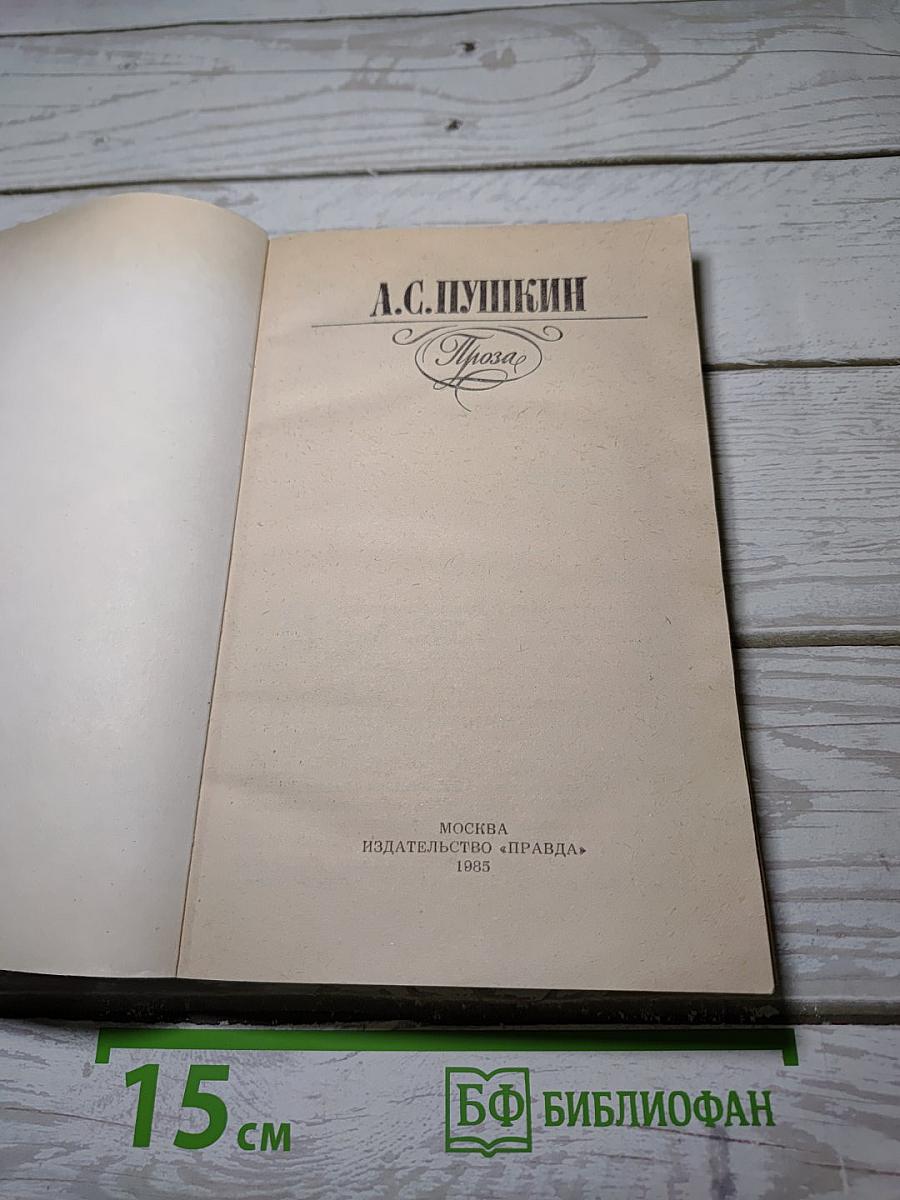 А.С.ПУШКИН
Проза
МОСКВА
ИЗДАТЕЛЬСТВО «ПРАВДА»
1985
15 см
БФ БИБЛИОФАН